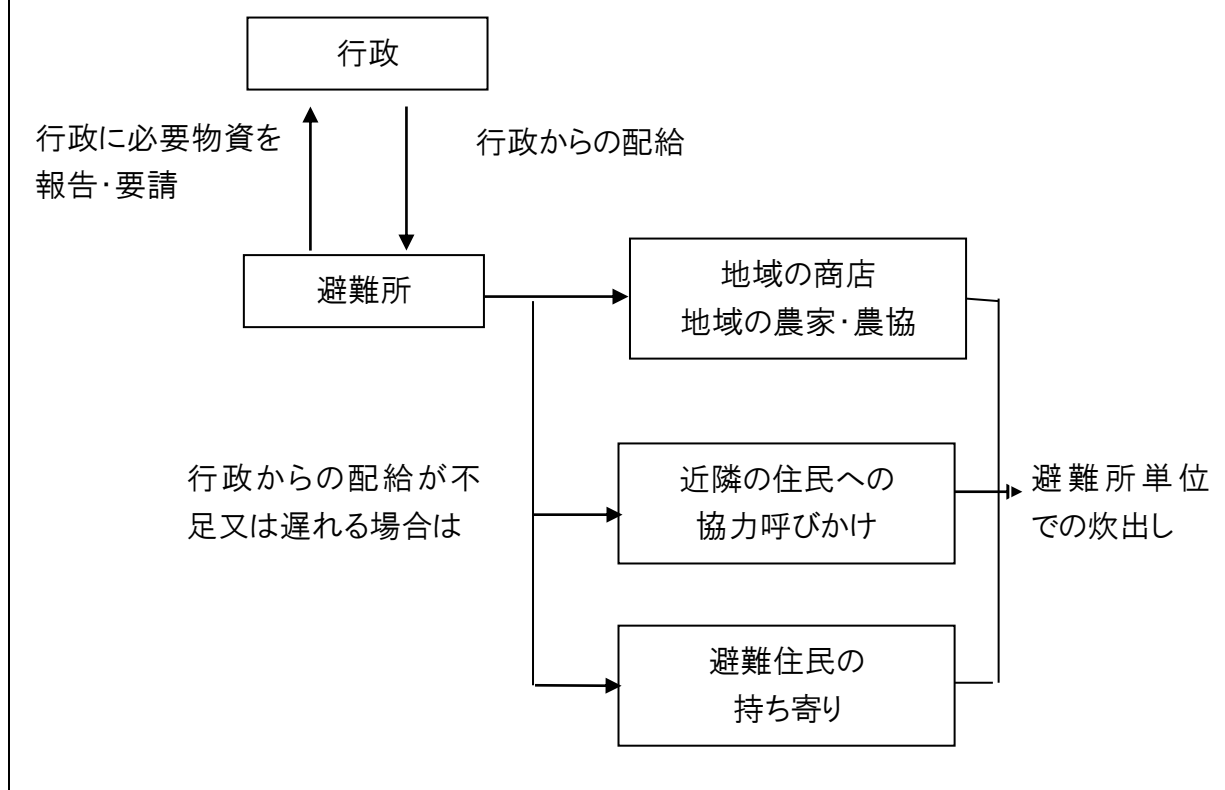 行政
行政に必要物資を
報告・要請
行政からの配給
避難所
地域の商店
地域の農家・農協
行政からの配給が不
足又は遅れる場合は
近隣の住民への
協力呼びかけ
避難所単位
での炊出し
避難住民の
持ち寄り